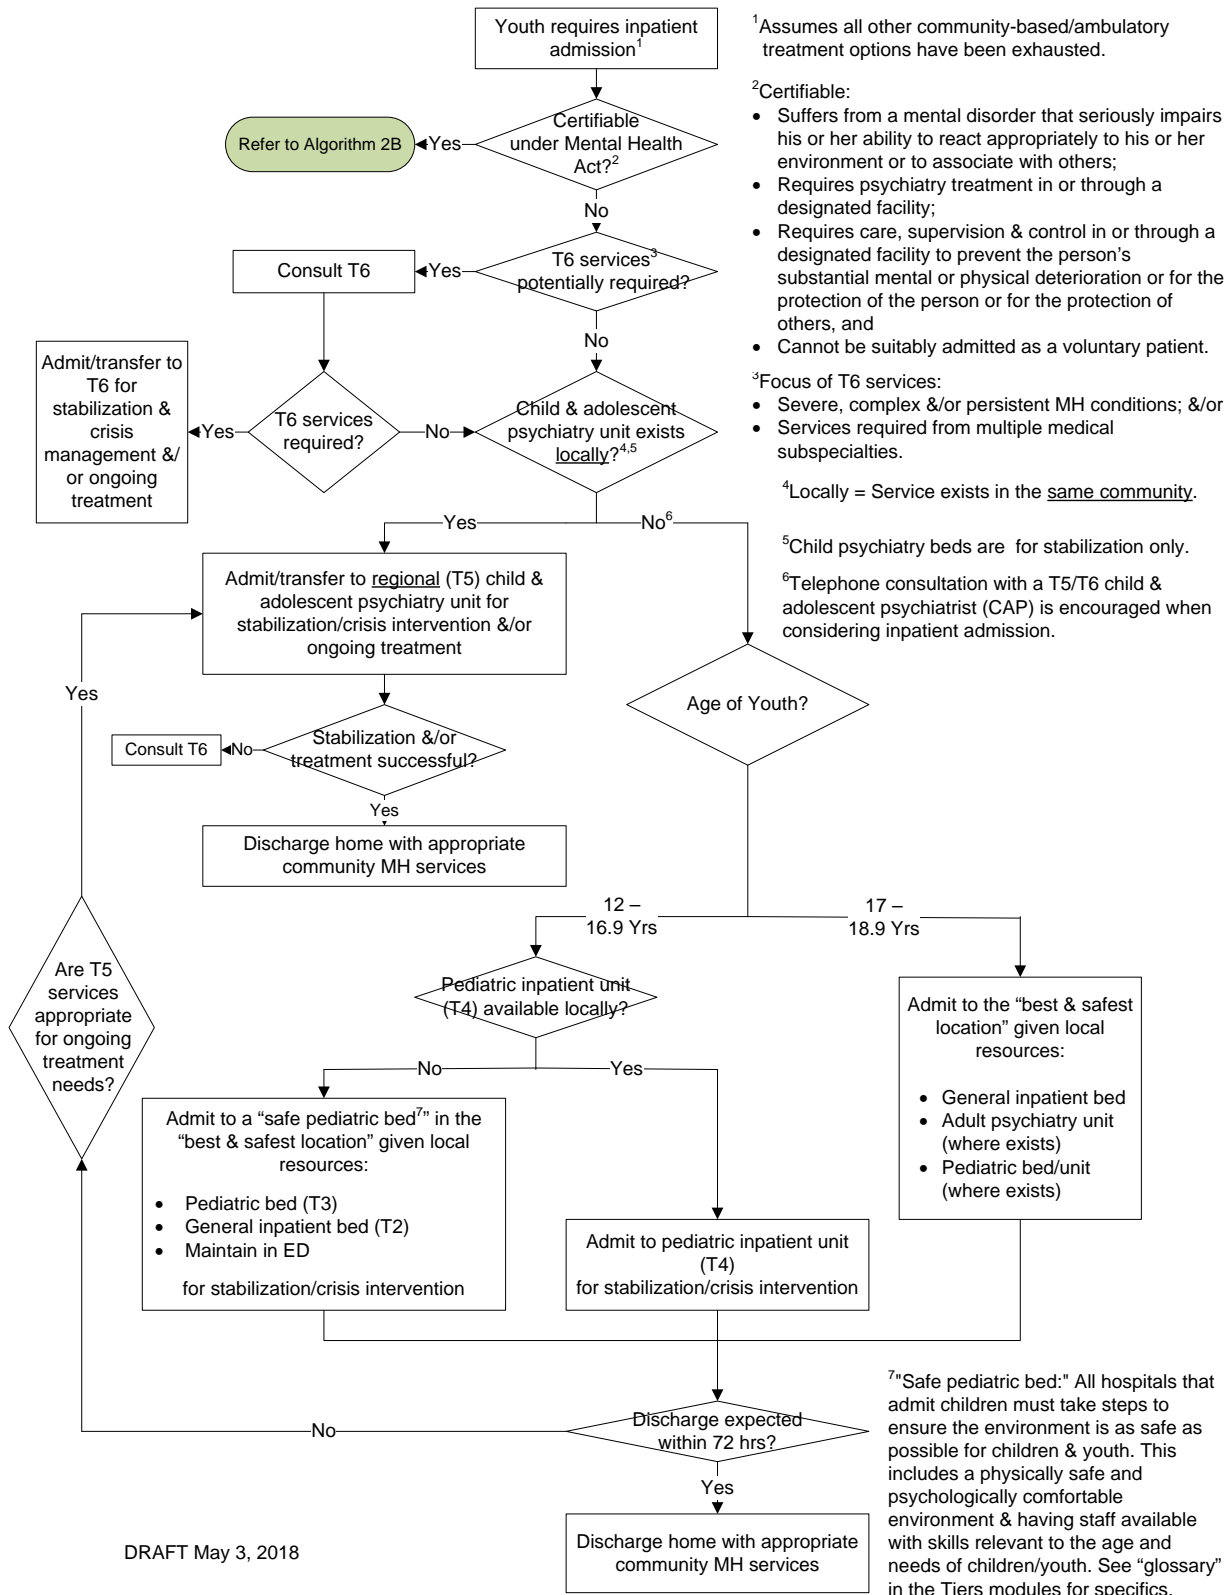 Youth requires inpatient
admission1
1Assumes all other community-based/ambulatory
treatment options have been exhausted.
2Certifiable:
• Suffers from a mental disorder that seriously impairs
his or her ability to react appropriately to his or her
environment or to associate with others;
• Requires psychiatry treatment in or through a
designated facility;
• Requires care, supervision & control in or through a
designated facility to prevent the person's
substantial mental or physical deterioration or for the
protection of the person or for the protection of
others, and
• Cannot be suitably admitted as a voluntary patient.
3Focus of T6 services:
• Severe, complex &/or persistent MH conditions; &/or
• Services required from multiple medical
subspecialties.
4Locally = Service exists in the same community.
5Child psychiatry beds are for stabilization only.
6Telephone consultation with a T5/T6 child &
adolescent psychiatrist (CAP) is encouraged when
considering inpatient admission.
Certifiable
under Mental Health
Act?2
Yes
Refer to Algorithm 2B
No
T6 services3
potentially required?
Yes
Consult T6
No
T6 services
required?
Yes
Admit/transfer to
T6 for
stabilization &
crisis
management &/
or ongoing
treatment
No
Child & adolescent
psychiatry unit exists
locally?4,5
Yes
No6
Admit/transfer to regional (T5) child &
adolescent psychiatry unit for
stabilization/crisis intervention &/or
ongoing treatment
Stabilization &/or
treatment successful?
No
Consult T6
Yes
Discharge home with appropriate
community MH services
Age of Youth?
12 –
16.9 Yrs
17 –
18.9 Yrs
Pediatric inpatient unit
(T4) available locally?
No
Yes
Admit to a “safe pediatric bed7” in the
“best & safest location” given local
resources:
• Pediatric bed (T3)
• General inpatient bed (T2)
• Maintain in ED
for stabilization/crisis intervention
Admit to pediatric inpatient unit
(T4)
for stabilization/crisis intervention
Admit to the “best & safest
location” given local
resources:
• General inpatient bed
• Adult psychiatry unit
(where exists)
• Pediatric bed/unit
(where exists)
Discharge expected
within 72 hrs?
No
Are T5
services
appropriate
for ongoing
treatment
needs?
Yes
Yes
Discharge home with appropriate
community MH services
7"Safe pediatric bed:" All hospitals that
admit children must take steps to
ensure the environment is as safe as
possible for children & youth. This
includes a physically safe and
psychologically comfortable
environment & having staff available
with skills relevant to the age and
needs of children/youth. See “glossary”
in the Tiers modules for specifics.
DRAFT May 3, 2018